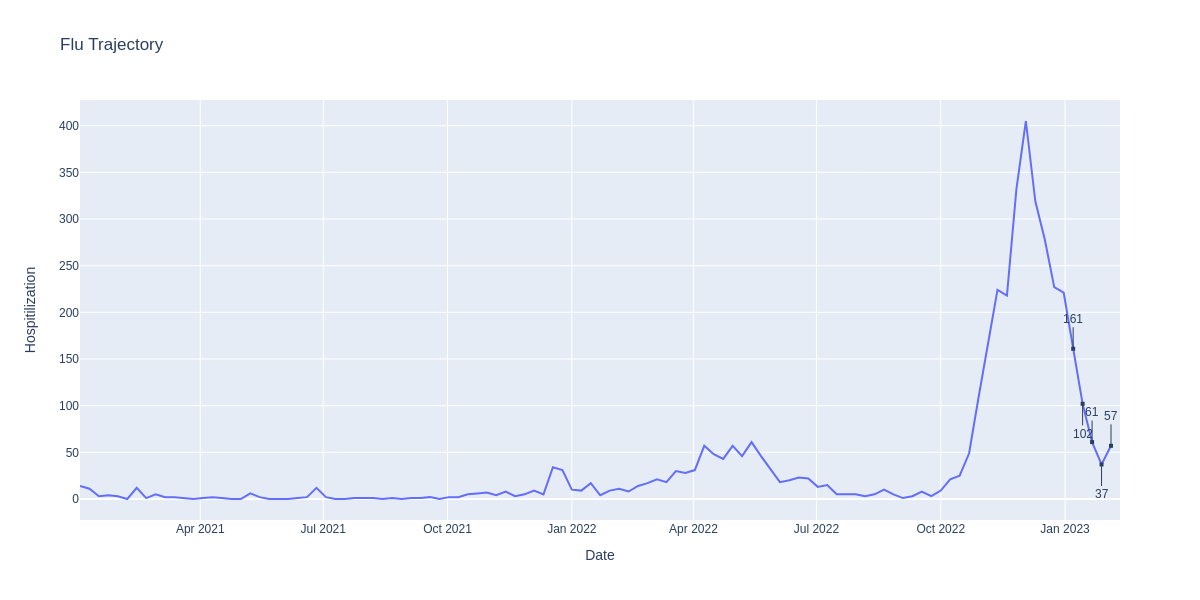 Flu Trajectory
400
350
300
250
200
150
100
50
0
Hospitilization
161
102
61
37
57
Apr 2021
Jul 2021
Oct 2021
Jan 2022
Apr 2022
Jul 2022
Oct 2022
Jan 2023
Date